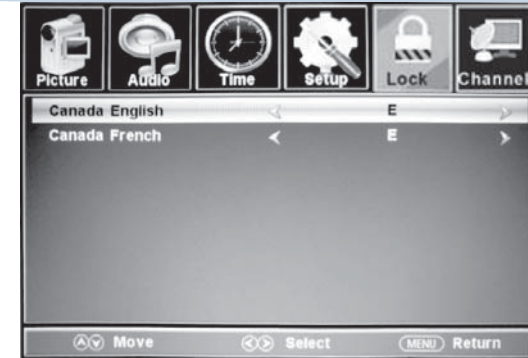 Picture Audio Time Setup Lock Channel
Canada English E
Canada French E
Move Select MENU Return